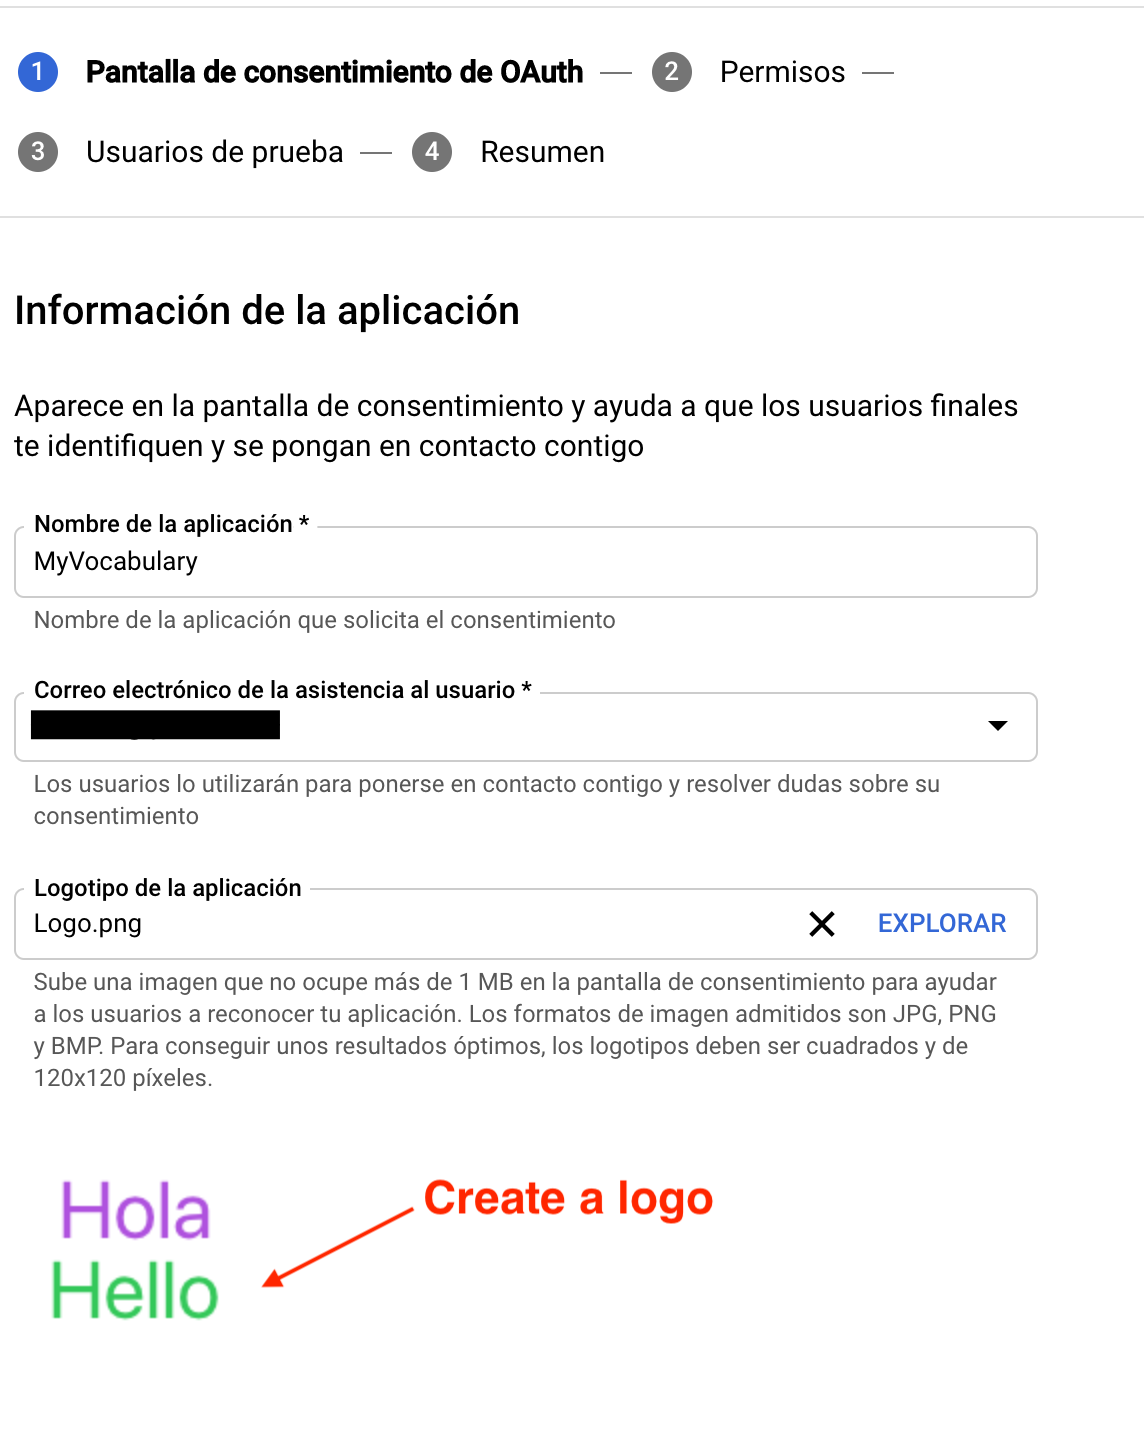 1 Pantalla de consentimiento de OAuth — 2 Permisos —
3 Usuarios de prueba — 4 Resumen
Información de la aplicación
Aparece en la pantalla de consentimiento y ayuda a que los usuarios finales
te identifiquen y se pongan en contacto contigo
Nombre de la aplicación *
MyVocabulary
Nombre de la aplicación que solicita el consentimiento
Correo electrónico de la asistencia al usuario *
Los usuarios lo utilizarán para ponerse en contacto contigo y resolver dudas sobre su
consentimiento
Logotipo de la aplicación
Logo.png EXPLORAR
Sube una imagen que no ocupe más de 1 MB en la pantalla de consentimiento para ayudar
a los usuarios a reconocer tu aplicación. Los formatos de imagen admitidos son JPG, PNG
y BMP. Para conseguir unos resultados óptimos, los logotipos deben ser cuadrados y de
120x120 píxeles.
Hola
Create a logo
Hello